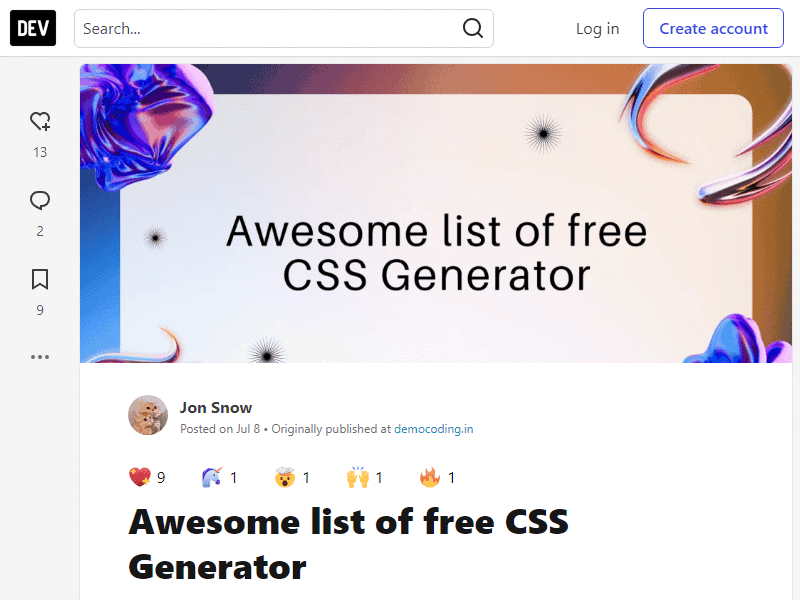 DEV
Search...
Log in
Create account
13
2
9
Awesome list of free
CSS Generator
Jon Snow
Posted on Jul 8 • Originally published at democoding.in
9 1 1 1 1
Awesome list of free CSS
Generator